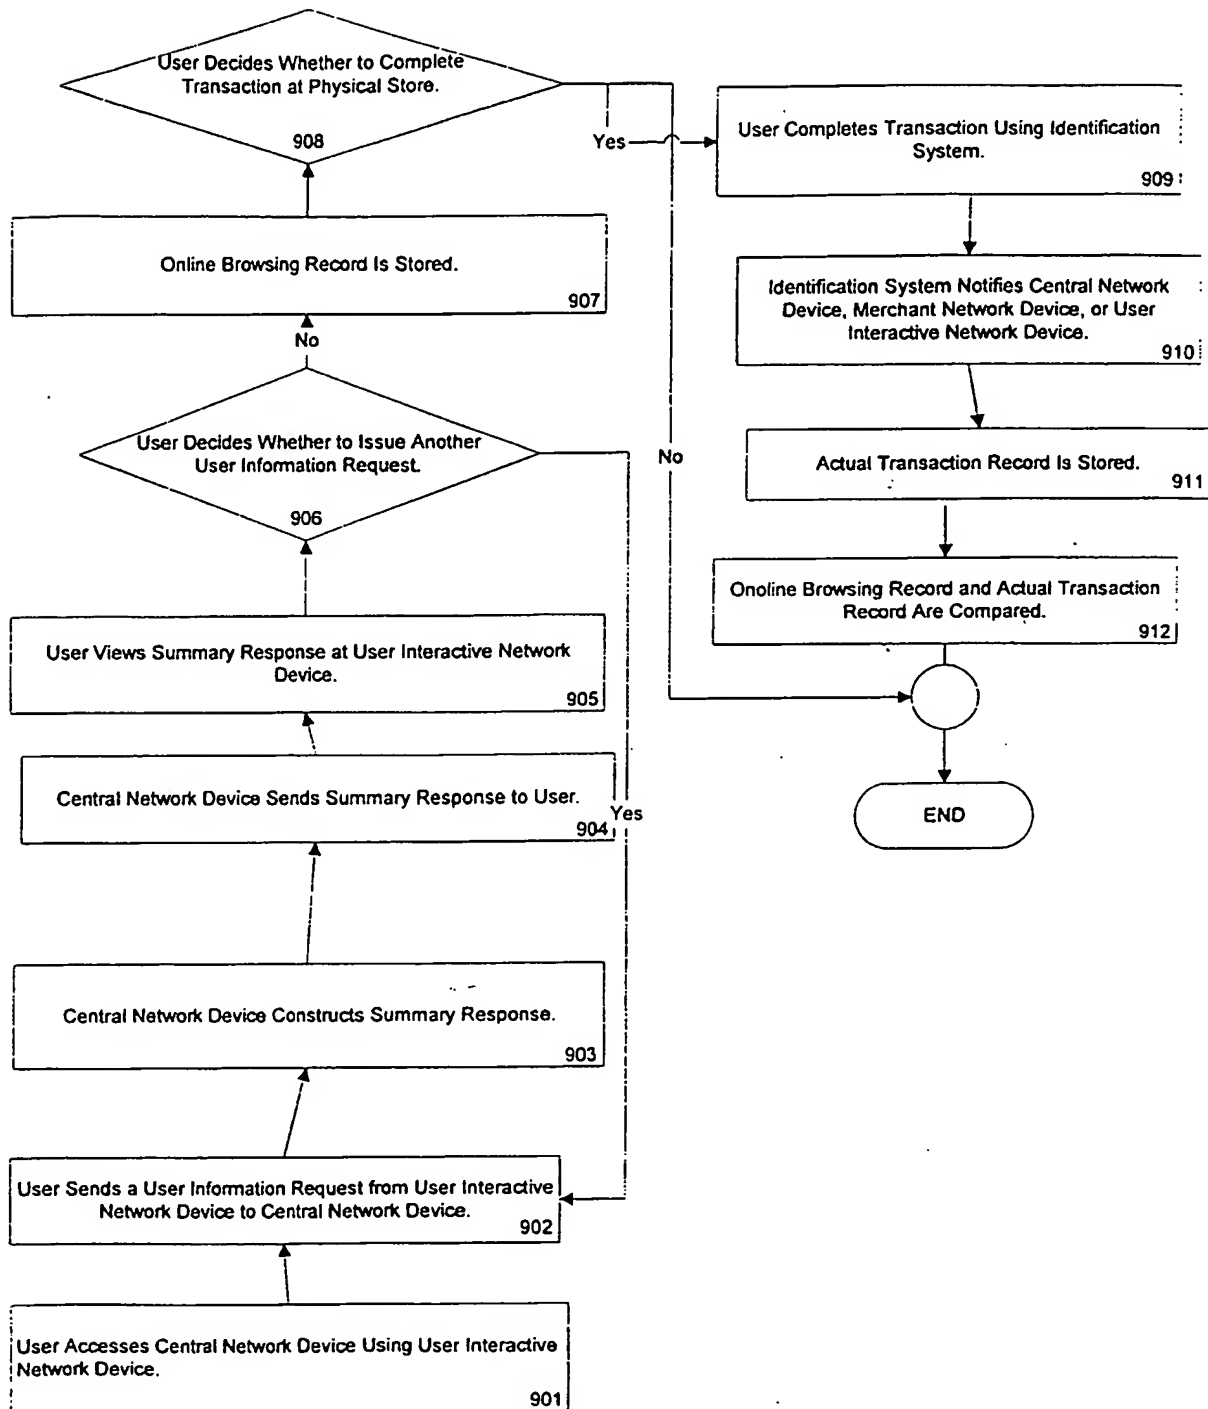 User Decides Whether to Complete
Transaction at Physical Store.
908
Yes
User Completes Transaction Using Identification
System.
909
Online Browsing Record Is Stored.
907
Identification System Notifies Central Network
Device, Merchant Network Device, or User
Interactive Network Device.
910
No
User Decides Whether to Issue Another
User Information Request.
906
No
Actual Transaction Record Is Stored.
911
Onoline Browsing Record and Actual Transaction
Record Are Compared.
912
User Views Summary Response at User Interactive Network
Device.
905
Central Network Device Sends Summary Response to User.
904
Yes
END
Central Network Device Constructs Summary Response.
903
User Sends a User Information Request from User Interactive
Network Device to Central Network Device.
902
User Accesses Central Network Device Using User Interactive
Network Device.
901